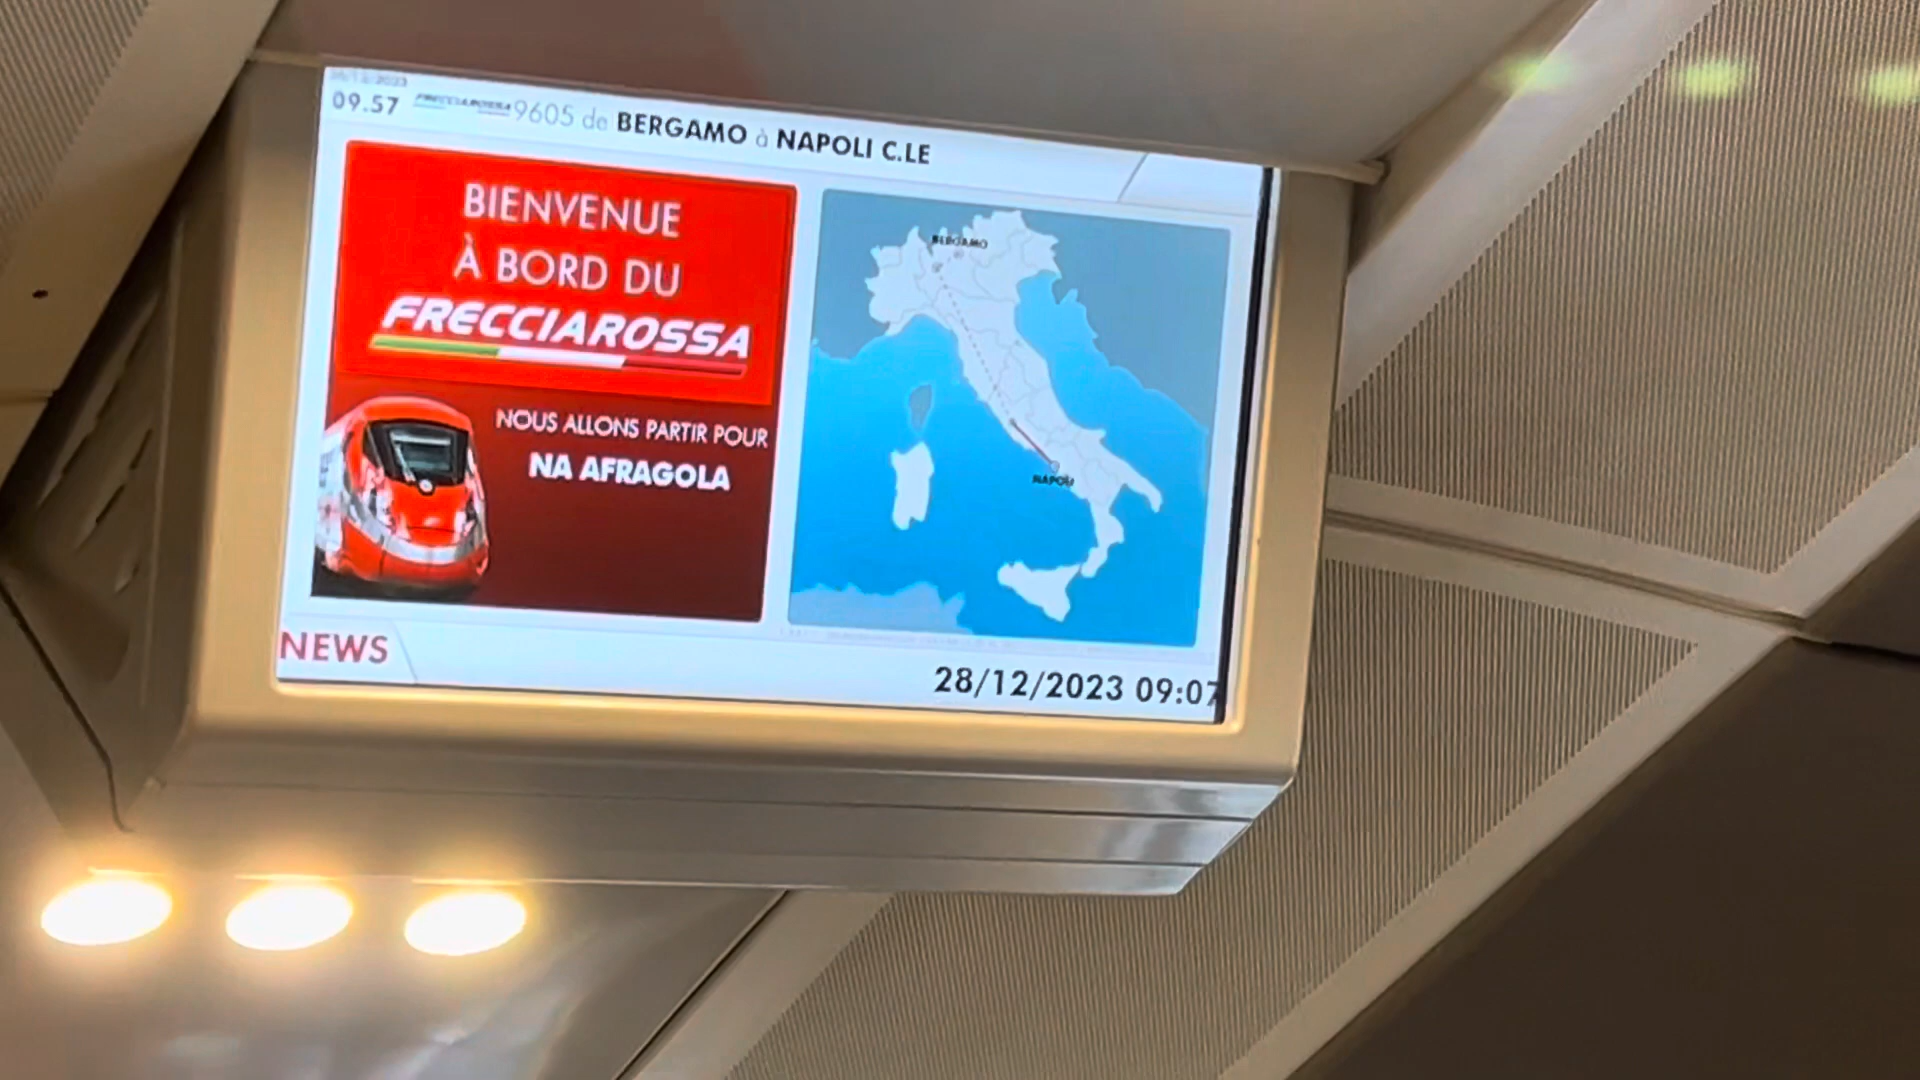 09.57 FRECCIAROSSA 9605 de BERGAMO à NAPOLI C.LE
BIENVENUE
À BORD DU
FRECCIAROSSA
NOUS ALLONS PARTIR POUR
NA AFRAGOLA
BERGAMO
NAPOLI
NEWS
28/12/2023 09:07